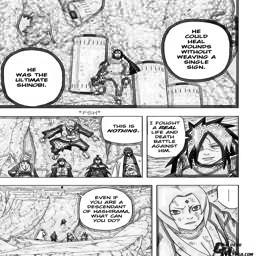 HE
COULD
HEAL
WOUNDS
WITHOUT
WEAVING A
SINGLE
SIGN.
HE
WAS THE
ULTIMATE
SHINOBI.
*FSH*
THIS IS
NOTHING.
I FOUGHT
A REAL
LIFE AND
DEATH
BATTLE
AGAINST
HIM.
EVEN IF
YOU ARE A
DESCENDANT
OF HASHIRAMA,
WHAT CAN
YOU DO?